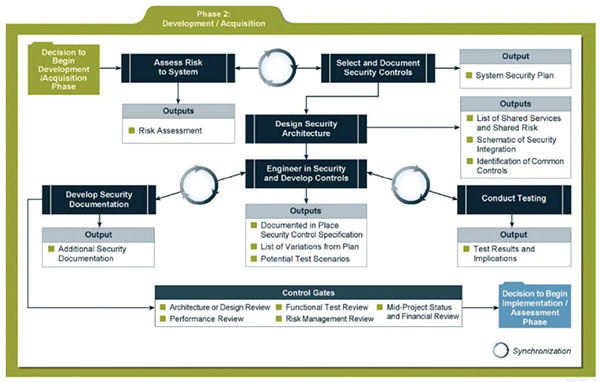 Phase 2:
Development / Acquisition
Decision to
Begin
Development
/Acquisition
Phase
Assess Risk
to System
Select and Document
Security Controls
Output
System Security Plan
Outputs
Risk Assessment
Design Security
Architecture
Outputs
List of Shared Services
and Shared Risk
Schematic of Security
Integration
Identification of Common
Controls
Engineer in Security
and Develop Controls
Develop Security
Documentation
Conduct Testing
Output
Additional Security
Documentation
Outputs
Documented in Place
Security Control
Specification
List of Variations from Plan
Potential Test Scenarios
Output
Test Results and
Implications
Control Gates
Architecture or Design Review
Performance Review
Functional Test Review
Risk Management Review
Mid-Project Status
and Financial Review
Decision to Begin
Implementation /
Assessment
Phase
Synchronization